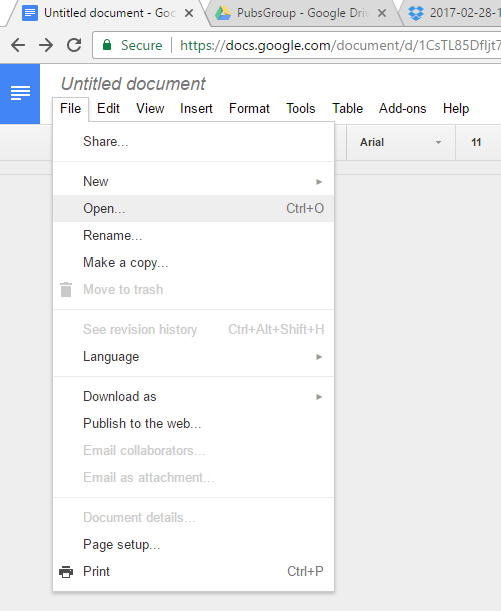 Untitled document - Goo
PubsGroup - Google Driv
2017-02-28-1
Secure
https://docs.google.com/document/d/1CsTL85DfIjt7
Untitled document
File Edit View Insert Format Tools Table Add-ons Help
Share...
Arial 11
New
Open... Ctrl+O
Rename...
Make a copy...
Move to trash
See revision history Ctrl+Alt+Shift+H
Language
Download as
Publish to the web...
Email collaborators...
Email as attachment...
Document details...
Page setup...
Print Ctrl+P